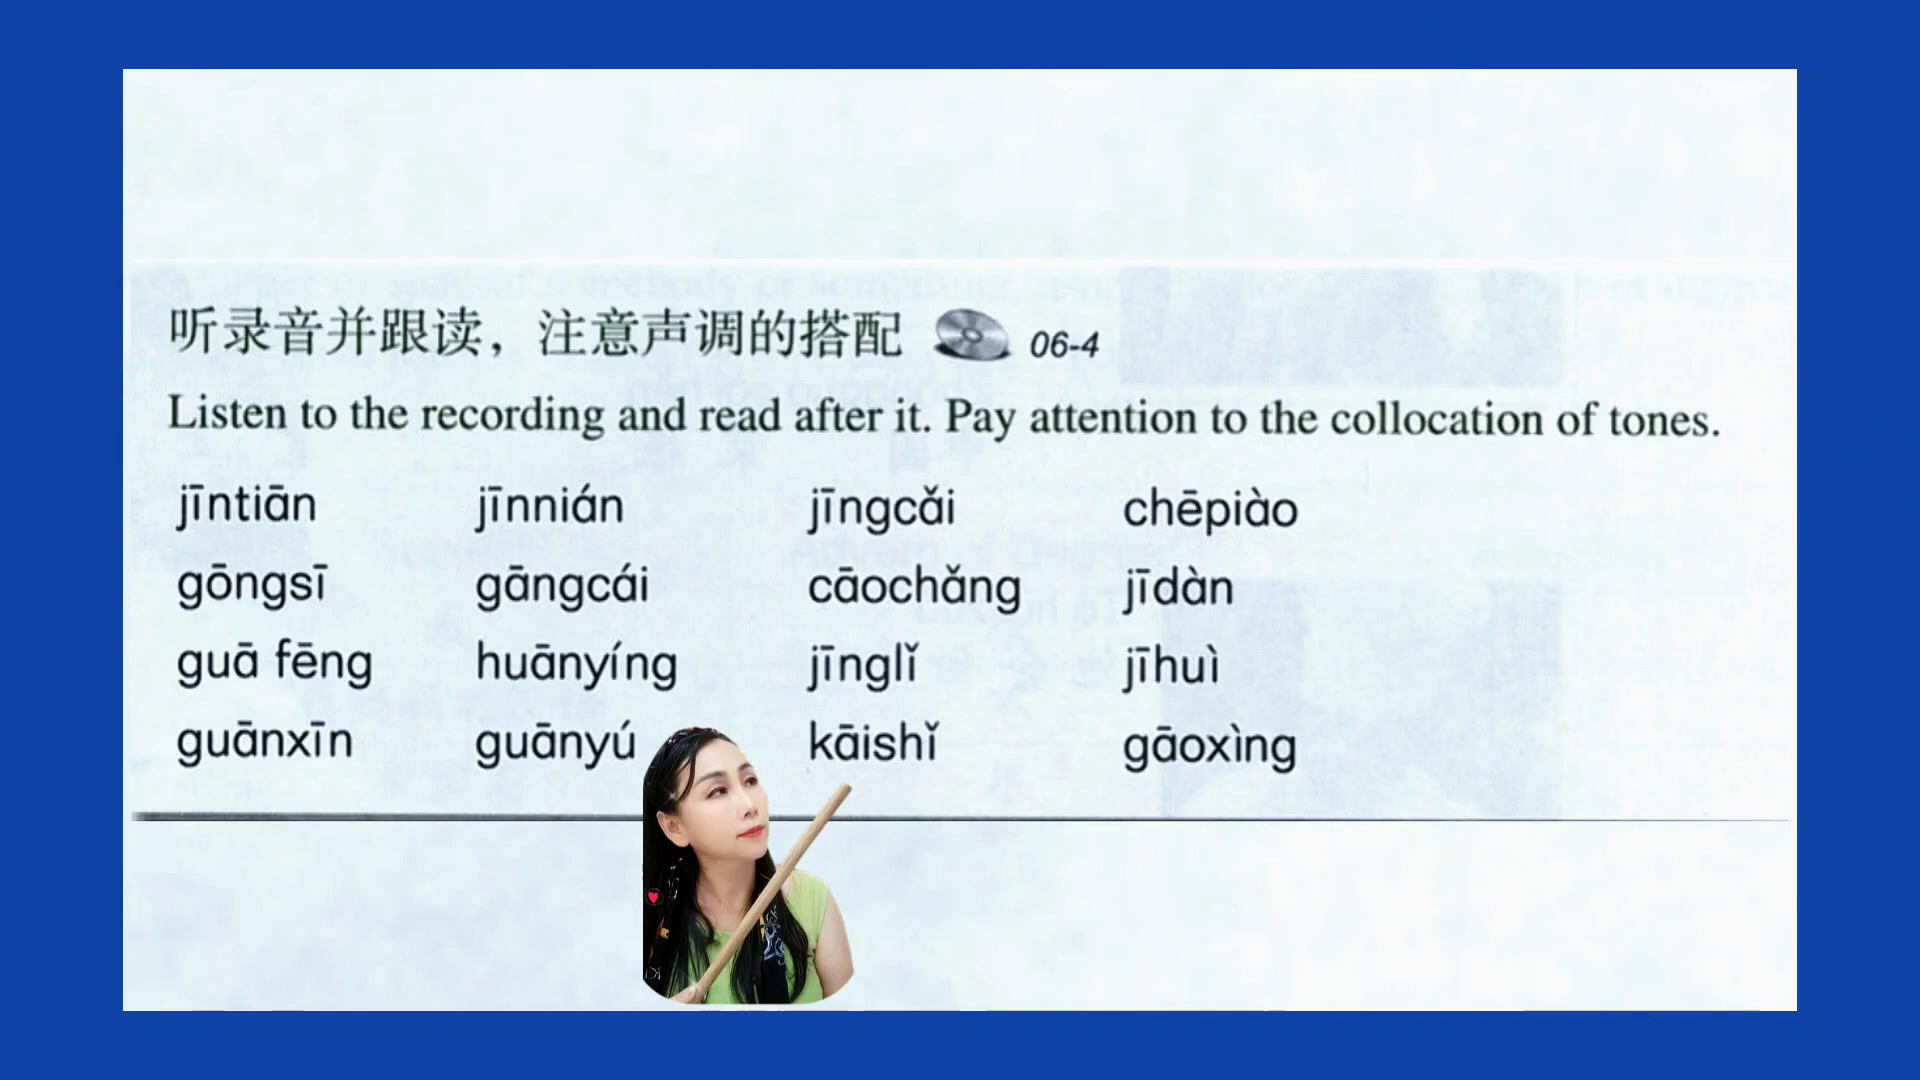 听录音并跟读，注意声调的搭配 06-4
Listen to the recording and read after it. Pay attention to the collocation of tones.
jīntiān jīnnián jīngcǎi chēpiào
gōngsī gāngcái cāochǎng jīdàn
guā fēng huānyíng jīnglǐ jīhuì
guānxīn guānyú kāishǐ gāoxìng